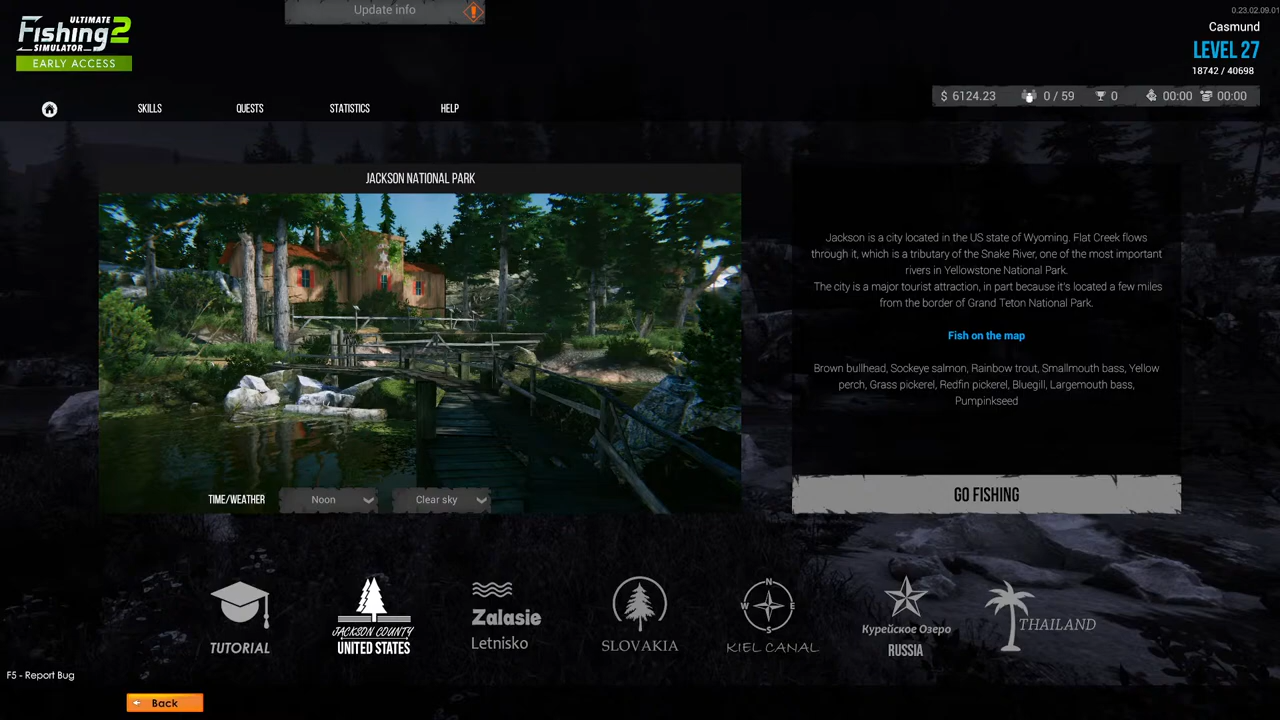 Update info
0.23.02.09.01
ULTIMATE
Fishing 2
SIMULATOR
EARLY ACCESS
Casmund
LEVEL 27
18742 / 40698
$ 6124.23 0 / 59 0 00:00 00:00
SKILLS QUESTS STATISTICS HELP
JACKSON NATIONAL PARK
TIME/WEATHER Noon Clear sky
Jackson is a city located in the US state of Wyoming. Flat Creek flows
through it, which is a tributary of the Snake River, one of the most important
rivers in Yellowstone National Park.
The city is a major tourist attraction, in part because it's located a few miles
from the border of Grand Teton National Park.
Fish on the map
Brown bullhead, Sockeye salmon, Rainbow trout, Smallmouth bass, Yellow
perch, Grass pickerel, Redfin pickerel, Bluegill, Largemouth bass,
Pumpinkseed
GO FISHING
TUTORIAL
JACKSON COUNTY
UNITED STATES
Zalasie
Letnisko
SLOVAKIA
N
W E
S
KIEL CANAL
Курейское Озеро
RUSSIA
THAILAND
F5 - Report Bug
Back